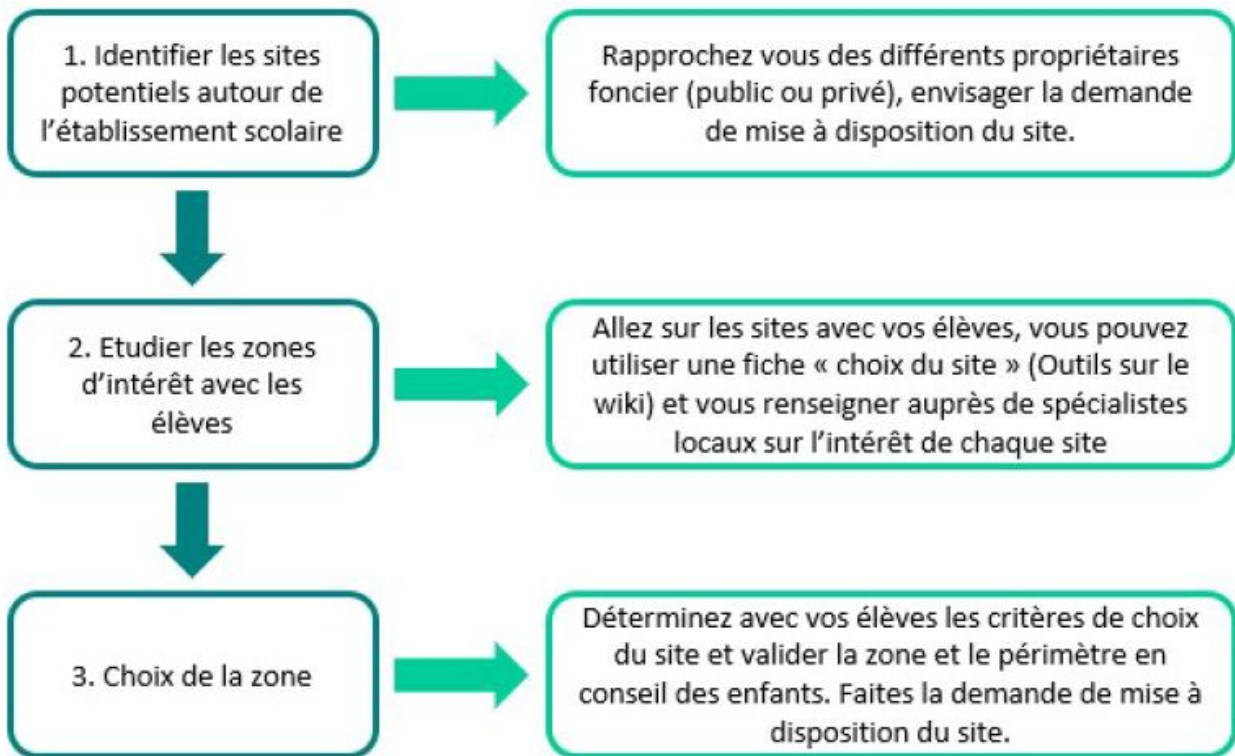 1. Identifier les sites
potentiels autour de
l'établissement scolaire
Rapprochez vous des différents propriétaires
foncier (public ou privé), envisager la demande
de mise à disposition du site.
2. Etudier les zones
d'intérêt avec les
élèves
Allez sur les sites avec vos élèves, vous pouvez
utiliser une fiche « choix du site » (Outils sur le
wiki) et vous renseigner auprès de spécialistes
locaux sur l'intérêt de chaque site
3. Choix de la zone
Déterminez avec vos élèves les critères de choix
du site et valider la zone et le périmètre en
conseil des enfants. Faites la demande de mise à
disposition du site.